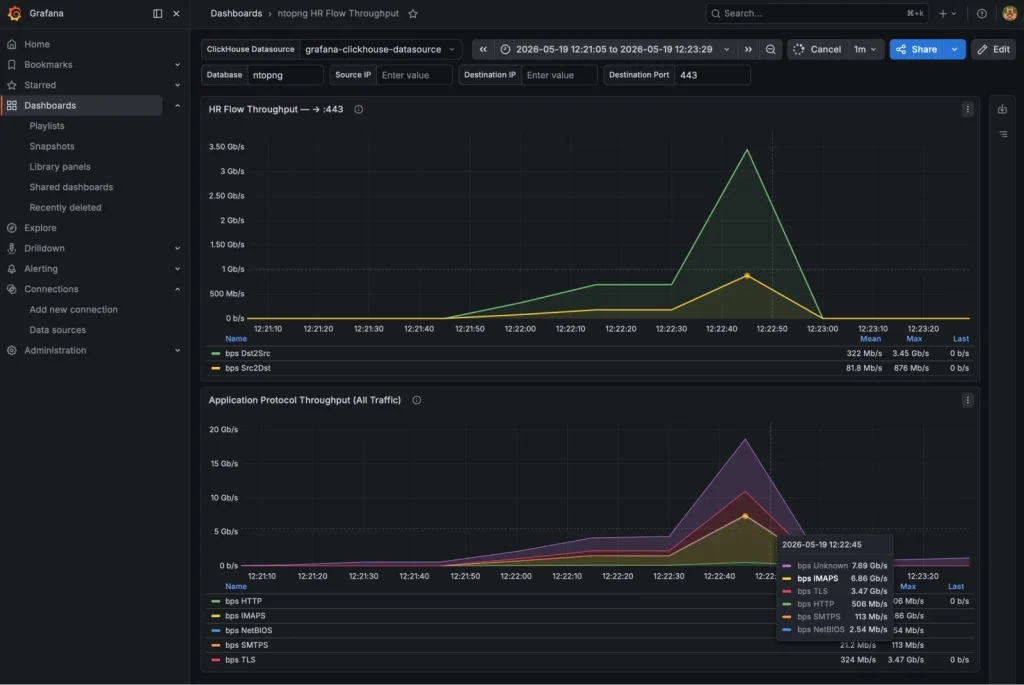 Grafana
Dashboards › ntopng HR Flow Throughput
Search... ⌘+k
Home
Bookmarks
Starred
Dashboards
Playlists
Snapshots
Library panels
Shared dashboards
Recently deleted
Explore
Drilldown
Alerting
Connections
Add new connection
Data sources
Administration
ClickHouse Datasource grafana-clickhouse-datasource 2026-05-19 12:21:05 to 2026-05-19 12:23:29 Cancel 1m Share Edit
Database ntopng Source IP Enter value Destination IP Enter value Destination Port 443
HR Flow Throughput — → :443
3.50 Gb/s
3 Gb/s
2.50 Gb/s
2 Gb/s
1.50 Gb/s
1 Gb/s
500 Mb/s
0 b/s
12:21:10 12:21:20 12:21:30 12:21:40 12:21:50 12:22:00 12:22:10 12:22:20 12:22:30 12:22:40 12:22:50 12:23:00 12:23:10 12:23:20
Name Mean Max Last
bps Dst2Src 322 Mb/s 3.45 Gb/s 0 b/s
bps Src2Dst 81.8 Mb/s 876 Mb/s 0 b/s
Application Protocol Throughput (All Traffic)
20 Gb/s
15 Gb/s
10 Gb/s
5 Gb/s
0 b/s
12:21:10 12:21:20 12:21:30 12:21:40 12:21:50 12:22:00 12:22:10 12:22:20 12:22:30 12:22:40 12:22: 12:23:20
2026-05-19 12:22:45
bps Unknown 7.69 Gb/s
bps IMAPS 6.86 Gb/s
bps TLS 3.47 Gb/s
bps HTTP 506 Mb/s
bps SMTPS 113 Mb/s
bps NetBIOS 2.54 Mb/s
Name Max Last
bps HTTP 06 Mb/s 0 b/s
bps IMAPS 86 Gb/s
bps NetBIOS 54 Mb/s
bps SMTPS 21.2 Mb/s 113 Mb/s
bps TLS 324 Mb/s 3.47 Gb/s 0 b/s